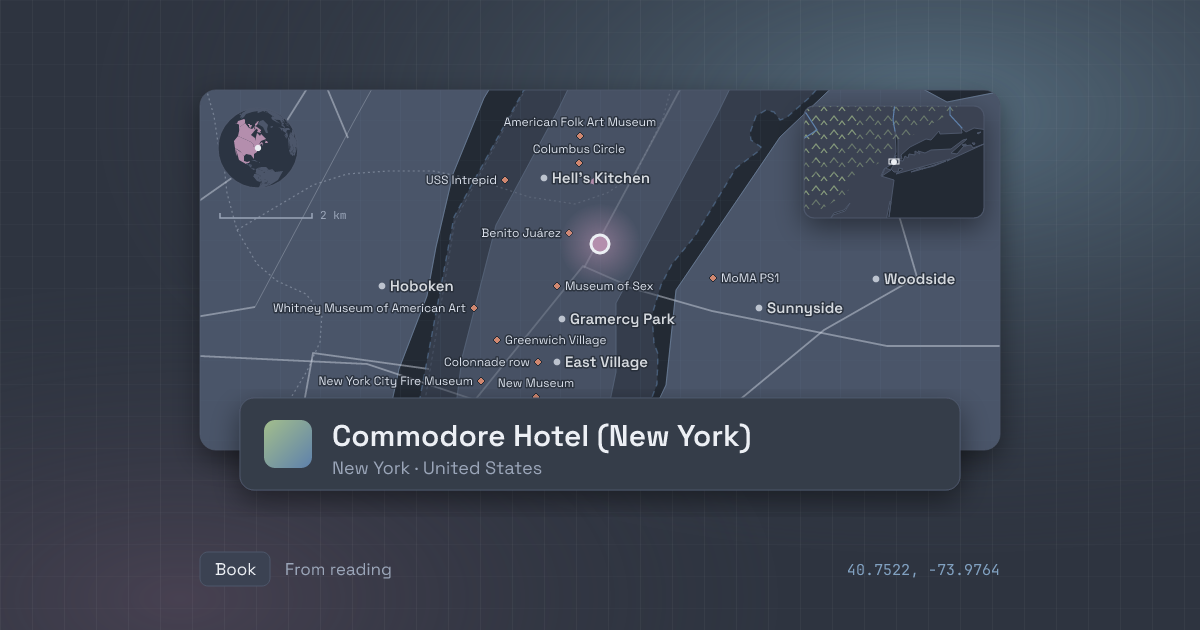 American Folk Art Museum
Columbus Circle
USS Intrepid
Hell's Kitchen
2 km
Benito Juárez
MoMA PS1
Woodside
Hoboken
Museum of Sex
Whitney Museum of American Art
Sunnyside
Gramercy Park
Greenwich Village
Colonnade row
East Village
New York City Fire Museum
New Museum
Commodore Hotel (New York)
New York · United States
Book
From reading
40.7522, -73.9764